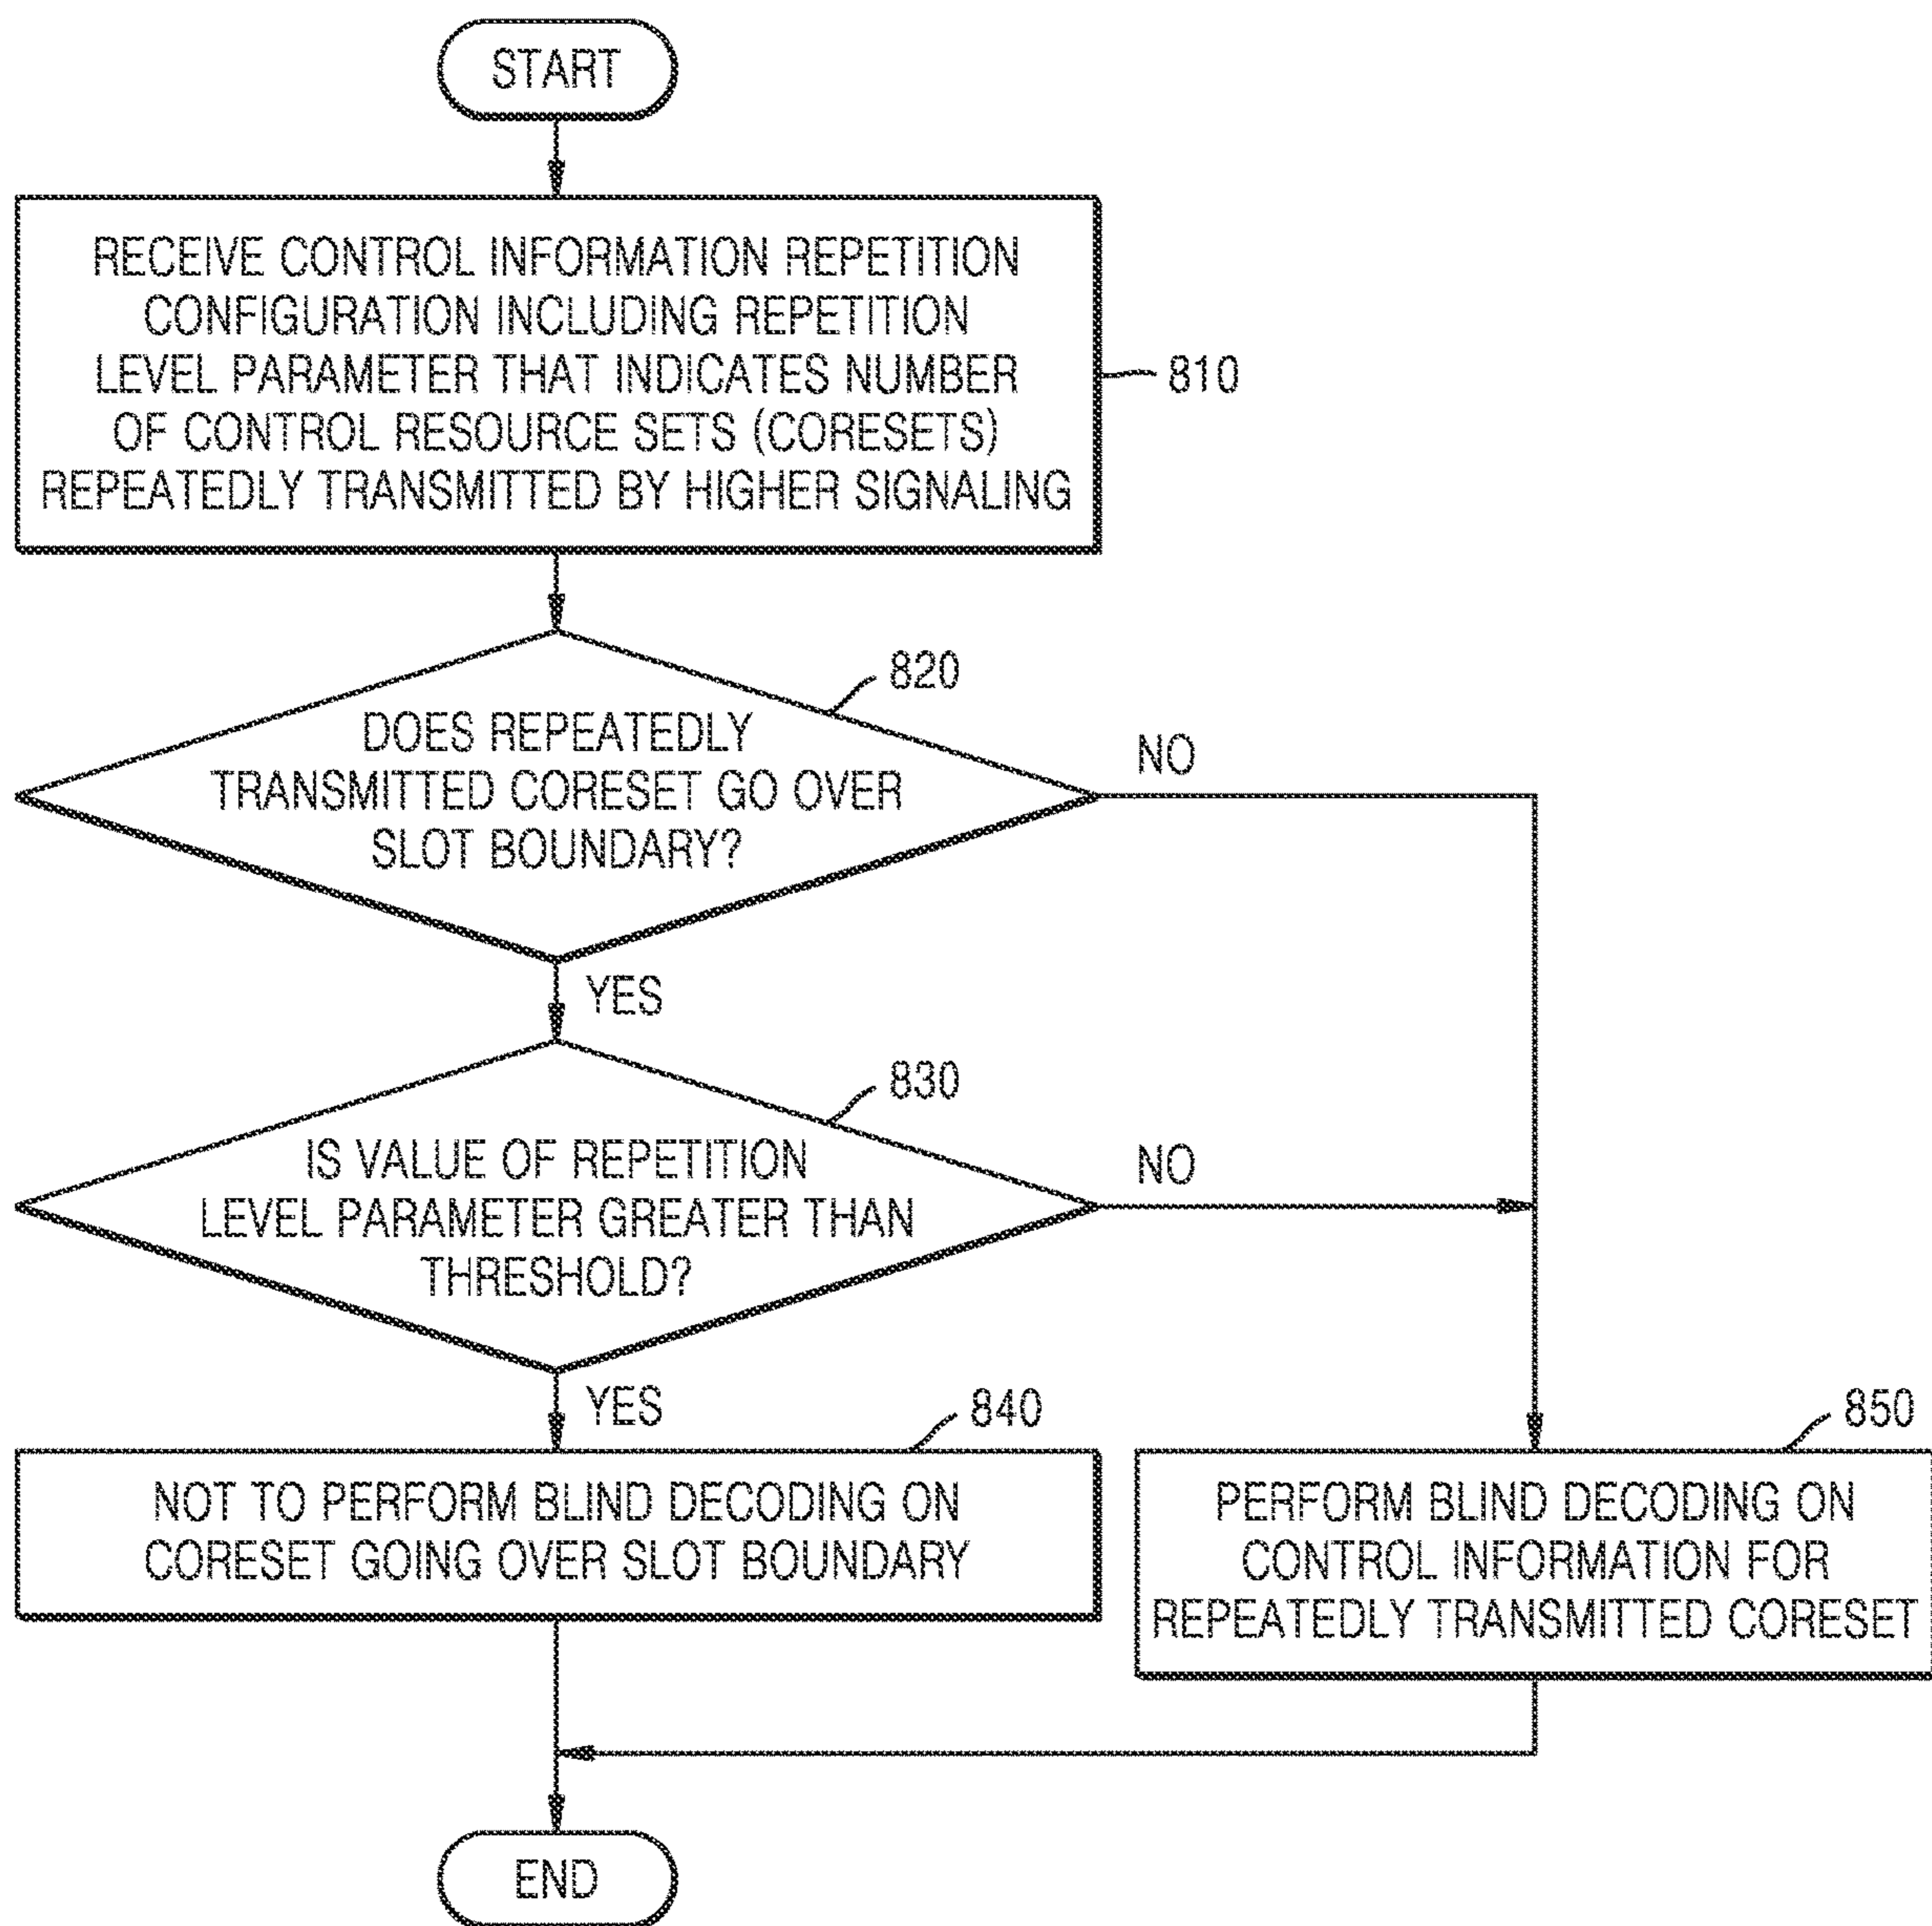 START
RECEIVE CONTROL INFORMATION REPETITION
CONFIGURATION INCLUDING REPETITION
LEVEL PARAMETER THAT INDICATES NUMBER
OF CONTROL RESOURCE SETS (CORESETS)
REPEATEDLY TRANSMITTED BY HIGHER SIGNALING
810
820
DOES REPEATEDLY
TRANSMITTED CORESET GO OVER
SLOT BOUNDARY?
NO
YES
830
IS VALUE OF REPETITION
LEVEL PARAMETER GREATER THAN
THRESHOLD?
NO
YES
840
NOT TO PERFORM BLIND DECODING ON
CORESET GOING OVER SLOT BOUNDARY
850
PERFORM BLIND DECODING ON
CONTROL INFORMATION FOR
REPEATEDLY TRANSMITTED CORESET
END